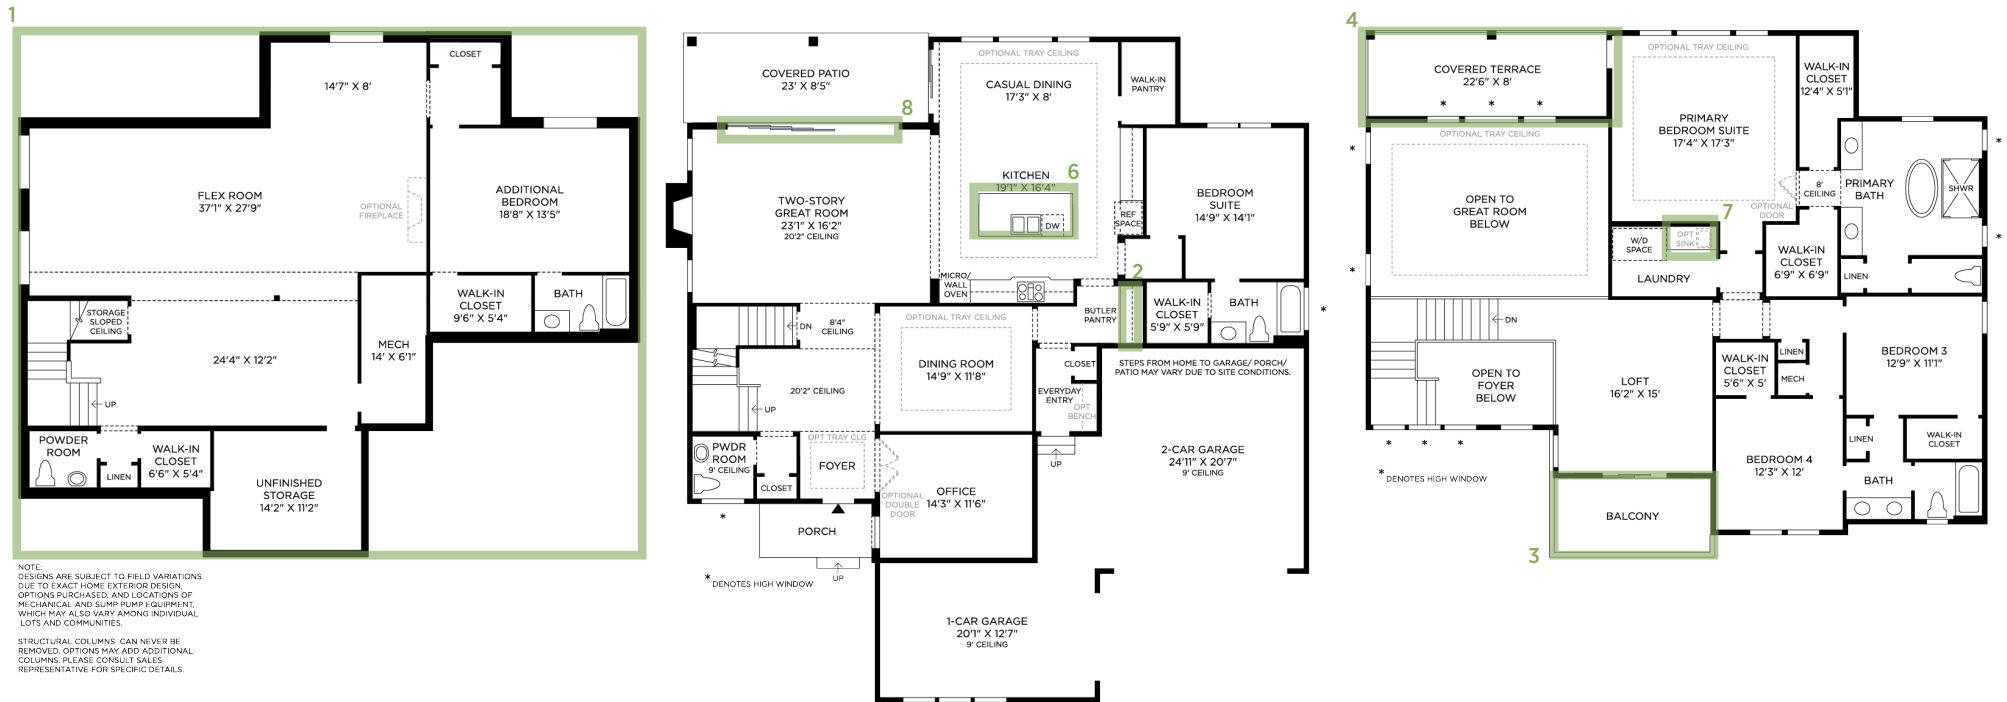 1
CLOSET
14'7" X 8'
FLEX ROOM
37'1" X 27'9"
OPTIONAL
FIREPLACE
ADDITIONAL
BEDROOM
18'8" X 13'5"
STORAGE
SLOPED
CEILING
24'4" X 12'2"
MECH
14' X 6'1"
WALK-IN
CLOSET
9'6" X 5'4"
BATH
UP
POWDER
ROOM
LINEN
WALK-IN
CLOSET
6'6" X 5'4"
UNFINISHED
STORAGE
14'2" X 11'2"
NOTE:
DESIGNS ARE SUBJECT TO FIELD VARIATIONS
DUE TO EXACT HOME EXTERIOR DESIGN,
OPTIONS PURCHASED, AND LOCATIONS OF
MECHANICAL AND SUMP PUMP EQUIPMENT,
WHICH MAY ALSO VARY AMONG INDIVIDUAL
LOTS AND COMMUNITIES.
STRUCTURAL COLUMNS CAN NEVER BE
REMOVED. OPTIONS MAY ADD ADDITIONAL
COLUMNS. PLEASE CONSULT SALES
REPRESENTATIVE FOR SPECIFIC DETAILS.
COVERED PATIO
23' X 8'5"
8
OPTIONAL TRAY CEILING
CASUAL DINING
17'3" X 8'
WALK-IN
PANTRY
KITCHEN
19'1" X 16'4"
6
DW
REF
SPACE
TWO-STORY
GREAT ROOM
23'1" X 16'2"
20'2" CEILING
BEDROOM
SUITE
14'9" X 14'1"
MICRO/
WALL
OVEN
2
BUTLER
PANTRY
WALK-IN
CLOSET
5'9" X 5'9"
BATH
*
DN
8'4"
CEILING
OPTIONAL TRAY CEILING
DINING ROOM
14'9" X 11'8"
20'2" CEILING
UP
CLOSET
EVERYDAY
ENTRY
OPT
BENCH
UP
STEPS FROM HOME TO GARAGE/ PORCH/
PATIO MAY VARY DUE TO SITE CONDITIONS.
PWDR
ROOM
9' CEILING
CLOSET
OPT TRAY CLG
FOYER
OPTIONAL
DOUBLE
DOOR
OFFICE
14'3" X 11'6"
2-CAR GARAGE
24'11" X 20'7"
9' CEILING
*
PORCH
UP
* DENOTES HIGH WINDOW
1-CAR GARAGE
20'1" X 12'7"
9' CEILING
4
COVERED TERRACE
22'6" X 8'
* * *
OPTIONAL TRAY CEILING
OPTIONAL TRAY CEILING
PRIMARY
BEDROOM SUITE
17'4" X 17'3"
WALK-IN
CLOSET
12'4" X 5'1"
*
*
OPEN TO
GREAT ROOM
BELOW
OPTIONAL
DOOR
8'
CEILING
PRIMARY
BATH
SHWR
*
*
7
W/D
SPACE
OPT
SINK
LAUNDRY
WALK-IN
CLOSET
6'9" X 6'9"
LINEN
DN
OPEN TO
FOYER
BELOW
LOFT
16'2" X 15'
WALK-IN
CLOSET
5'6" X 5'
LINEN
MECH
BEDROOM 3
12'9" X 11'1"
* * *
* DENOTES HIGH WINDOW
BEDROOM 4
12'3" X 12'
LINEN
WALK-IN
CLOSET
BATH
BALCONY
3